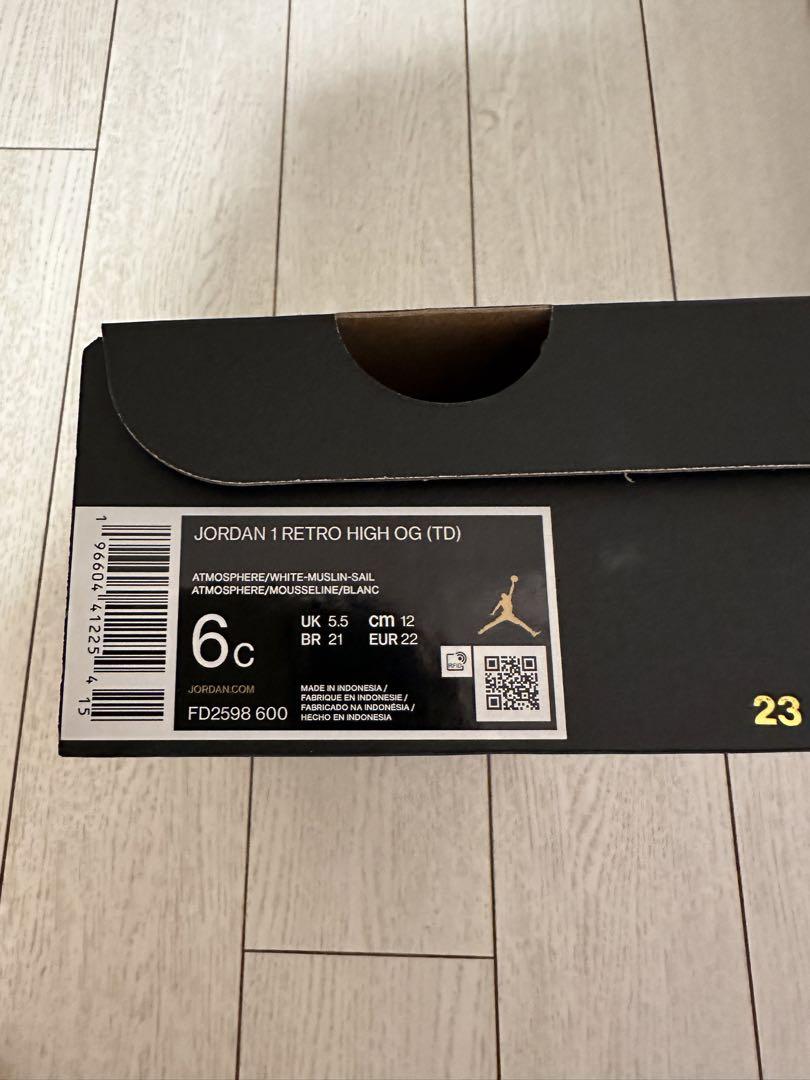 JORDAN 1 RETRO HIGH OG (TD)
ATMOSPHERE/WHITE-MUSLIN-SAIL
ATMOSPHERE/MOUSSELINE/BLANC
6C
UK 5.5 cm 12
BR 21 EUR 22
RFID
JORDAN.COM
FD2598 600
MADE IN INDONESIA /
FABRIQUE EN INDONESIE /
FABRICADO NA INDONÉSIA /
HECHO EN INDONESIA
1 96604 41225 4 15
23